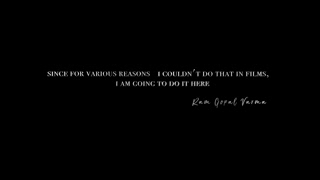 SINCE FOR VARIOUS REASONS I COULDN'T DO THAT IN FILMS,
I AM GOING TO DO IT HERE
Ram Gopal Varma